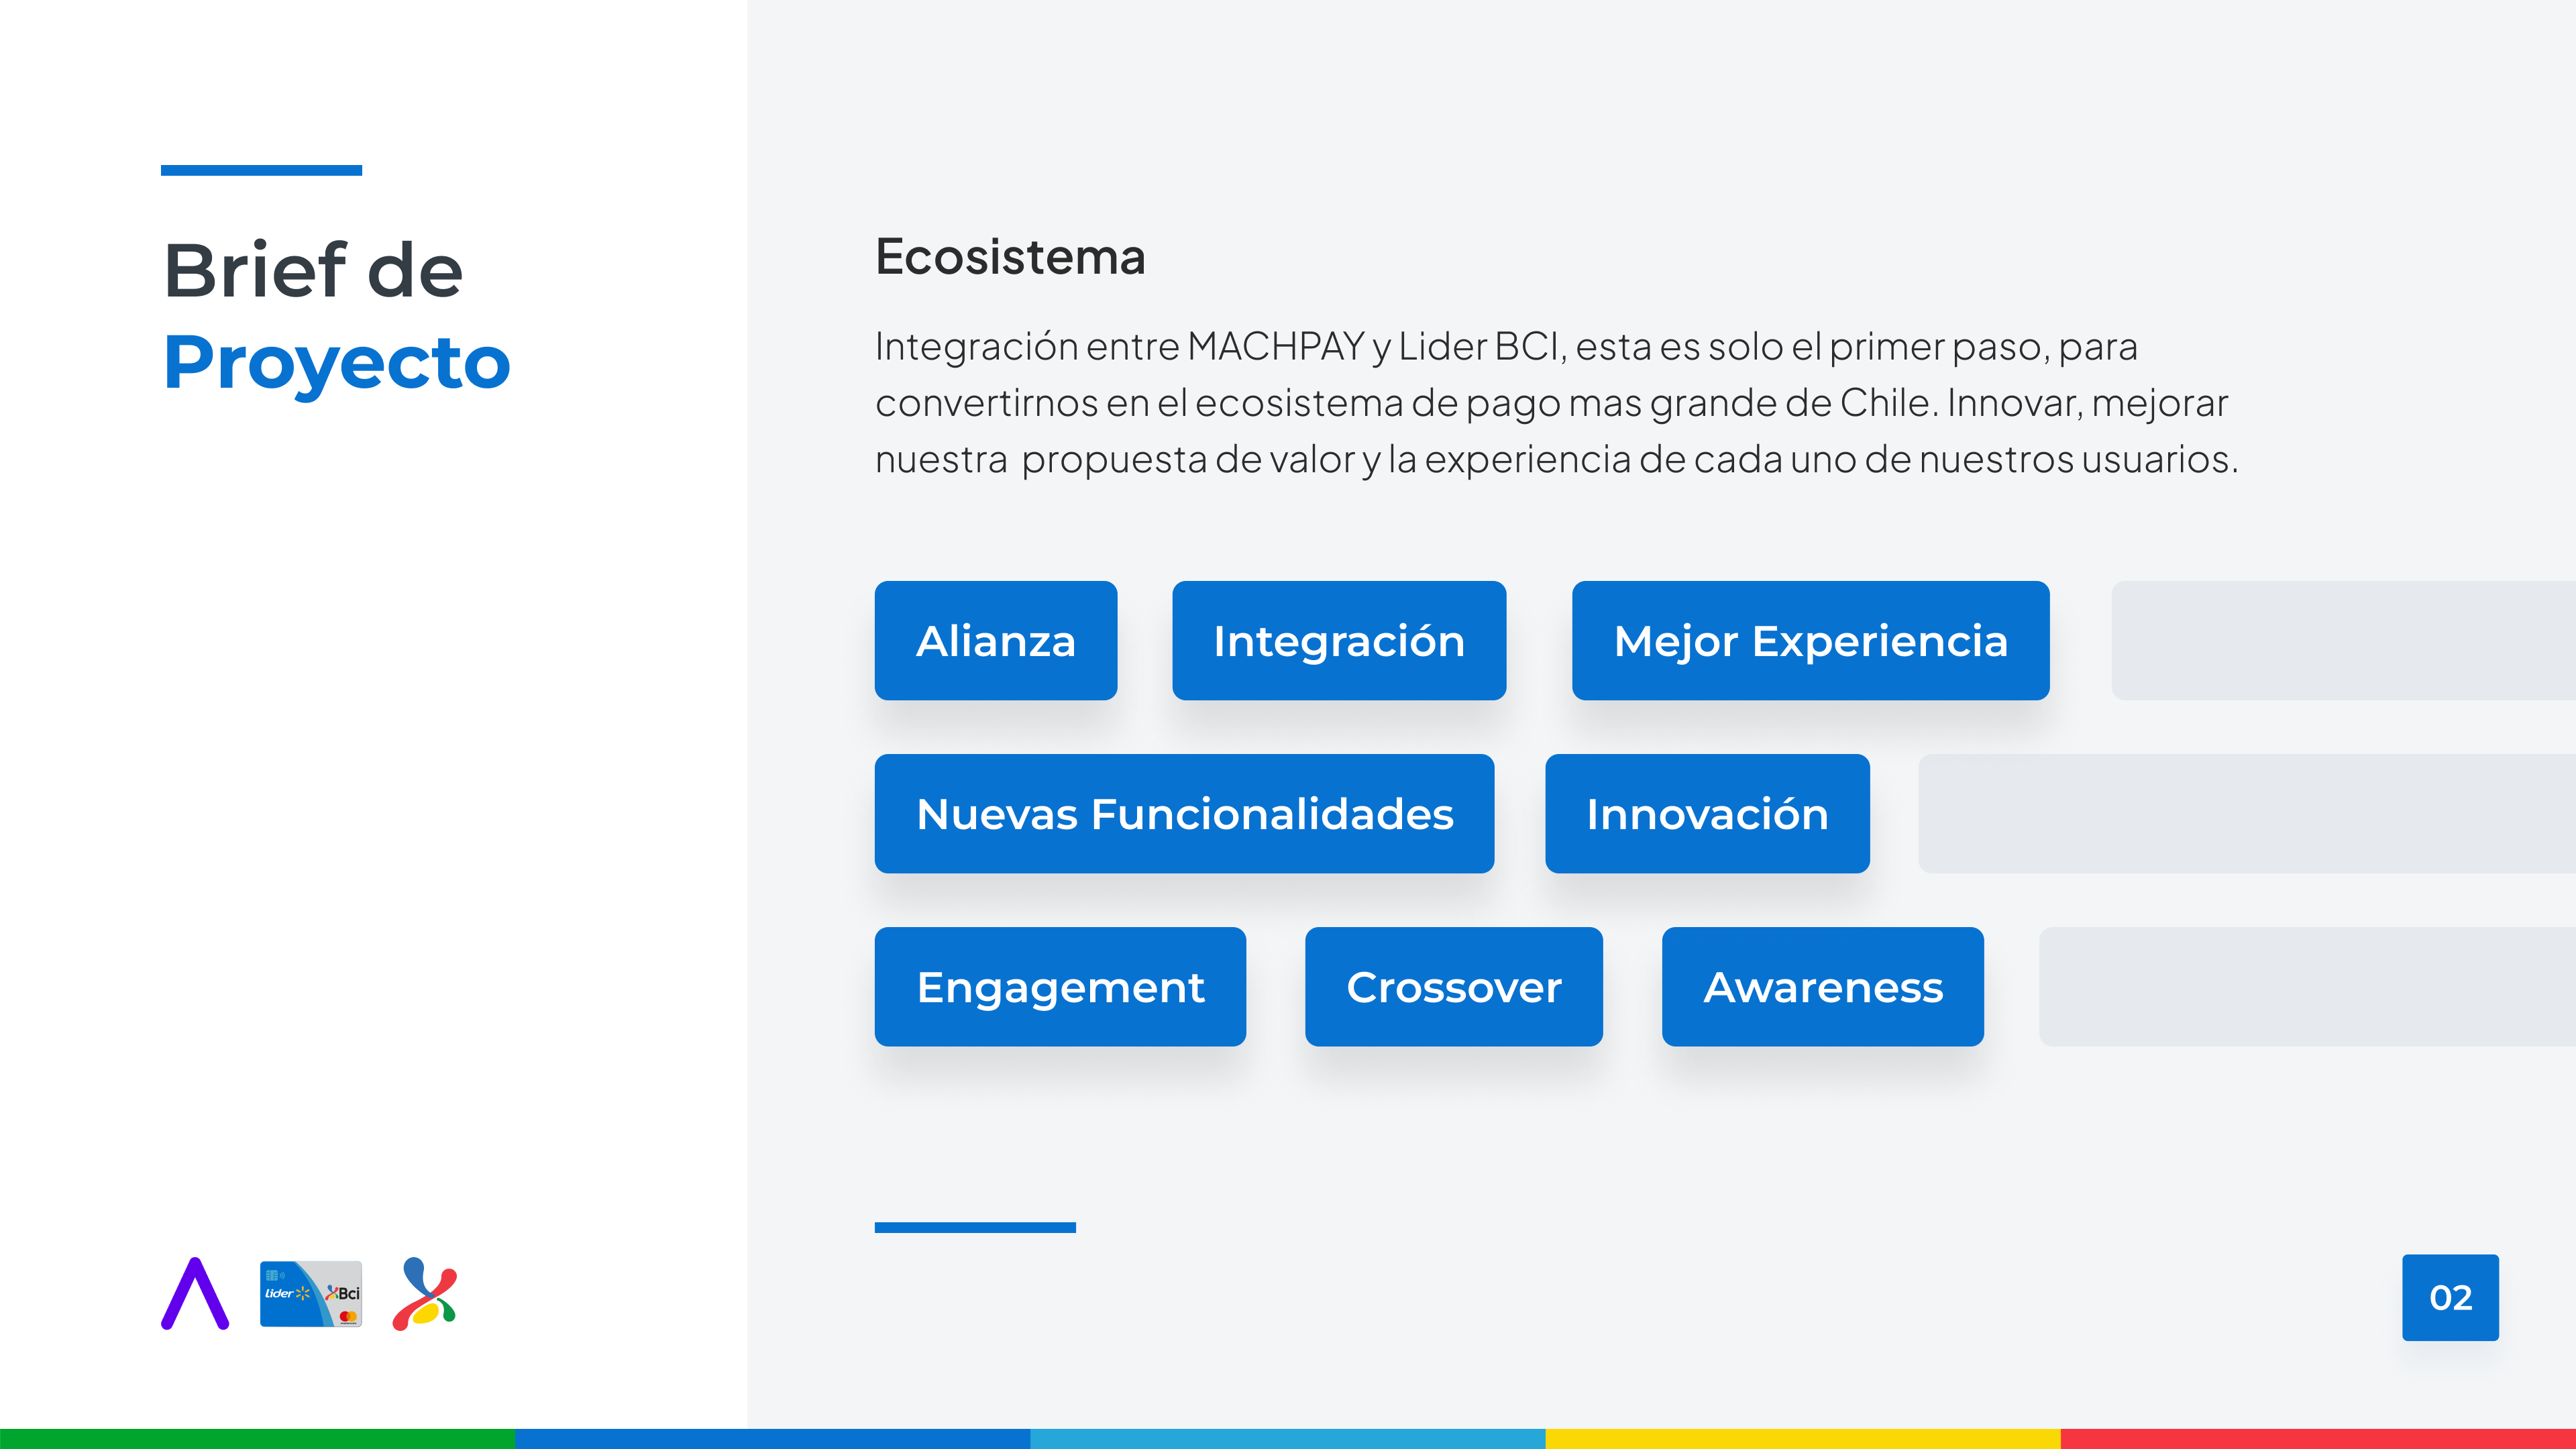 Brief de
Proyecto
Ecosistema
Integración entre MACHPAY y Lider BCI, esta es solo el primer paso, para
convertirnos en el ecosistema de pago mas grande de Chile. Innovar, mejorar
nuestra propuesta de valor y la experiencia de cada uno de nuestros usuarios.
Alianza
Integración
Mejor Experiencia
Nuevas Funcionalidades
Innovación
Engagement
Crossover
Awareness
lider
Bci
02